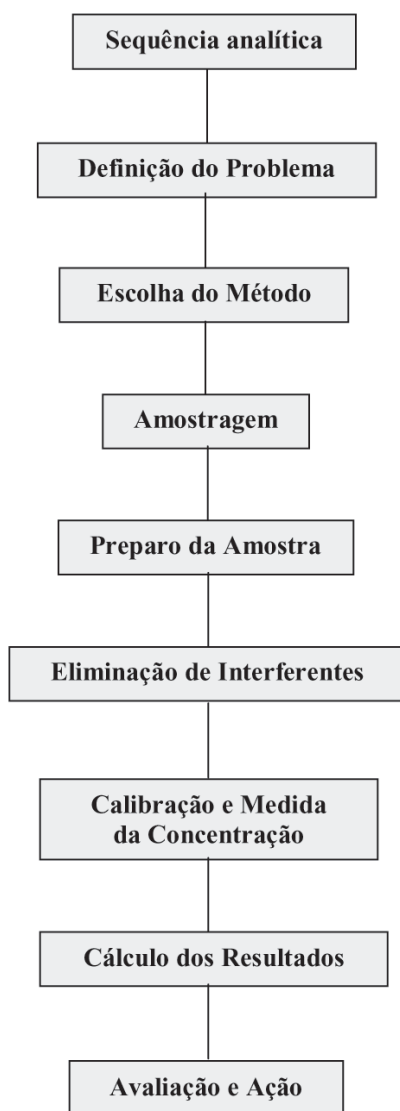 Sequência analítica
Definição do Problema
Escolha do Método
Amostragem
Preparo da Amostra
Eliminação de Interferentes
Calibração e Medida
da Concentração
Cálculo dos Resultados
Avaliação e Ação